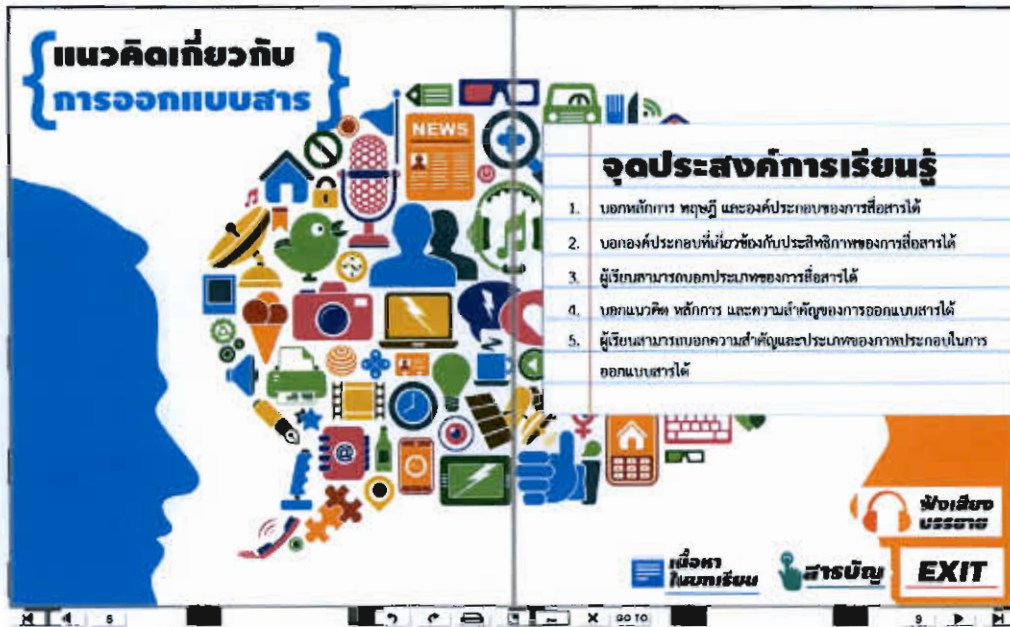 แนวคิดเกี่ยวกับ
การออกแบบสาร
NEWS
จุดประสงค์การเรียนรู้
1. บอกหลักการ ทฤษฎี และองค์ประกอบของการสื่อสารได้
2. บอกองค์ประกอบที่เกี่ยวข้องกับประสิทธิภาพของการสื่อสารได้
3. ผู้เรียนสามารถบอกประเภทของการสื่อสารได้
4. บอกแนวคิด หลักการ และความสำคัญของการออกแบบสารได้
5. ผู้เรียนสามารถบอกความสำคัญและประเภทของภาพประกอบในการ
ออกแบบสารได้
ฟังเสียง
บรรยาย
เนื้อหา
ในบทเรียน
สารบัญ
EXIT
GO TO
9